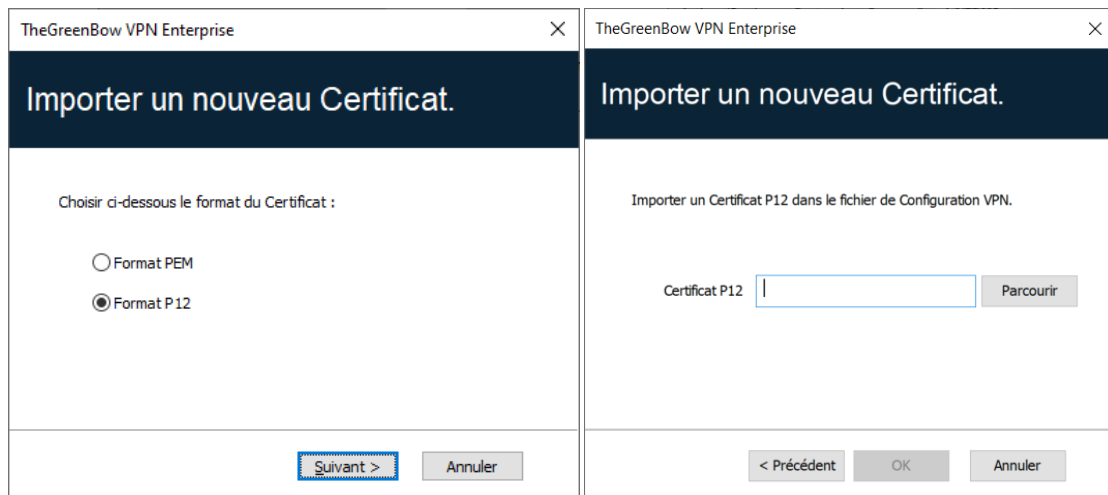 TheGreenBow VPN Enterprise
Importer un nouveau Certificat.
Choisir ci-dessous le format du Certificat :
Format PEM
Format P12
Suivant >
Annuler
TheGreenBow VPN Enterprise
Importer un nouveau Certificat.
Importer un Certificat P12 dans le fichier de Configuration VPN.
Certificat P12
Parcourir
< Précédent
OK
Annuler